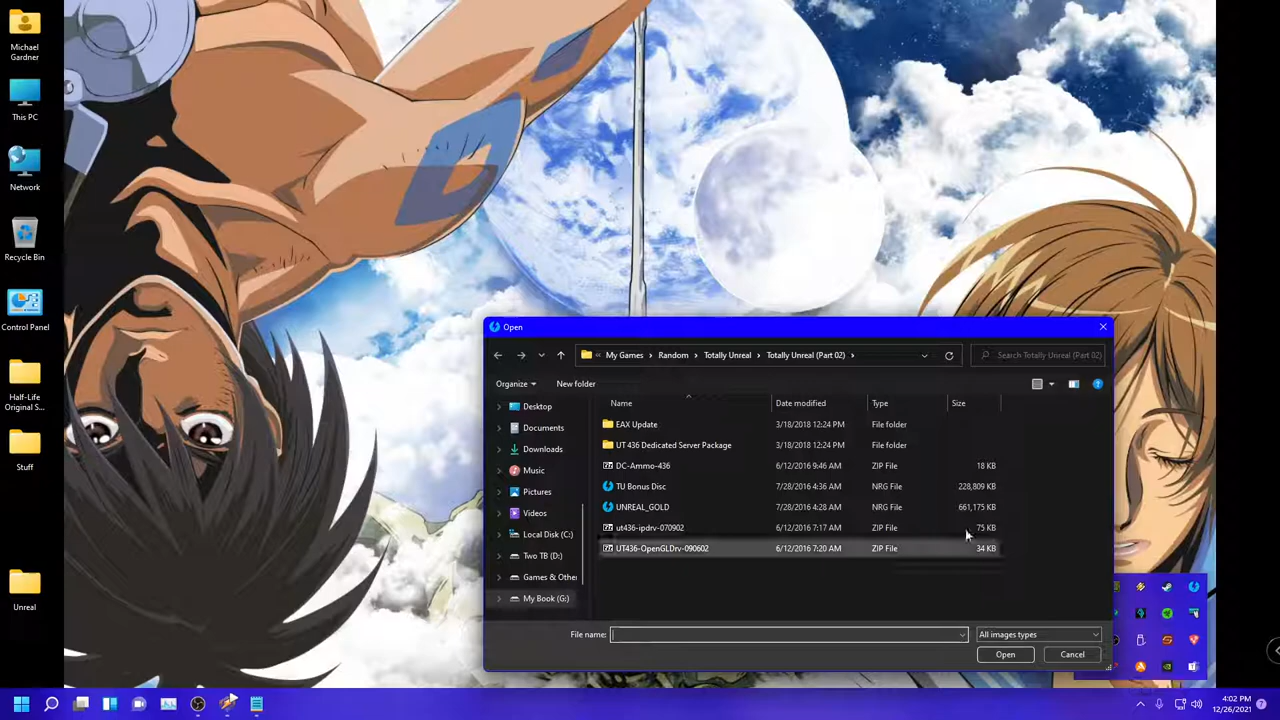 Michael
Gardner
This PC
Network
Recycle Bin
Control Panel
Half-Life
Original S...
Stuff
Unreal
Open
My Games
Random
Totally Unreal
Totally Unreal (Part 02)
Search Totally Unreal (Part 02)
Organize
New folder
Name
Date modified
Type
Size
Desktop
Documents
Downloads
Music
Pictures
Videos
Local Disk (C:)
Two TB (D:)
Games & Othe
My Book (G:)
EAX Update 3/18/2018 12:24 PM File folder
UT 436 Dedicated Server Package 3/18/2018 12:24 PM File folder
DC-Ammo-436 6/12/2016 9:46 AM ZIP File 18 KB
TU Bonus Disc 7/28/2016 4:36 AM NRG File 228,809 KB
UNREAL_GOLD 7/28/2016 4:28 AM NRG File 661,175 KB
ut436-ipdrv-070902 6/12/2016 7:17 AM ZIP File 75 KB
UT436-OpenGLDrv-090602 6/12/2016 7:20 AM ZIP File 34 KB
File name:
All images types
Open
Cancel
4:02 PM
12/26/2021